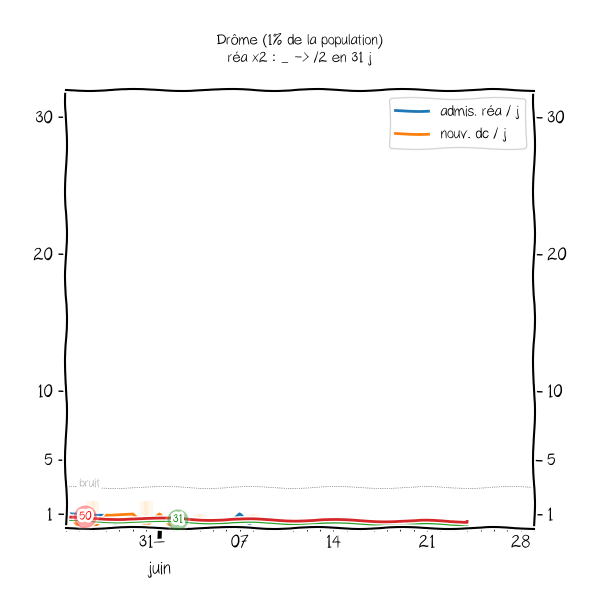 Drôme (1% de la population)
réa x2 : _ -> /2 en 31 j
admis. réa / j
nouv. dc / j
30
30
20
20
10
10
5
5
bruit
1
50
31
1
31
07
14
21
28
juin